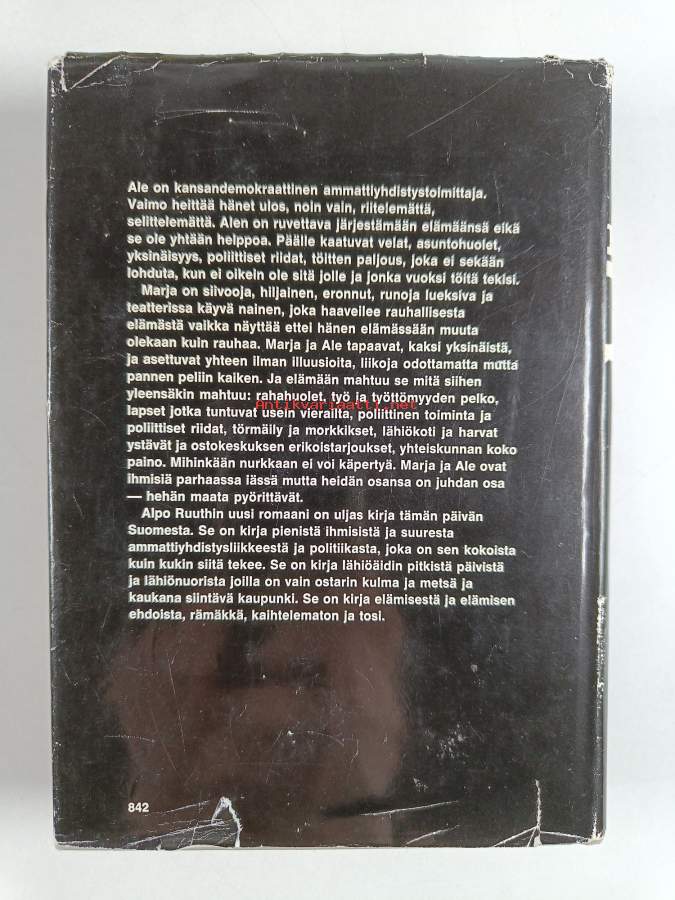 Ale on kansandemokraattinen ammattiyhdistystoimittaja.
Vaimo heittää hänet ulos, noin vain, riitelemättä,
selittelemättä. Alen on ruvettava järjestämään elämäänsä eikä
se ole yhtään helppoa. Päälle kaatuvat velat, asuntohuolet,
yksinäisyys, poliittiset riidat, töitten paljous, joka ei sekään
lohduta, kun ei oikein ole sitä jolle ja jonka vuoksi töitä tekisi.
Marja on siivooja, hiljainen, eronnut, runoja lueksiva ja
teatterissa käyvä nainen, joka haaveilee rauhallisesta
elämästä vaikka näyttää ettei hänen elämässään muuta
olekaan kuin rauhaa. Marja ja Ale tapaavat, kaksi yksinäistä,
ja asettuvat yhteen ilman illuusioita, liikoja odottamatta mutta
pannen peliin kaiken. Ja elämään mahtuu se mitä siihen
yleensäkin mahtuu: rahahuolet, työ ja työttömyyden pelko,
Antikvariaatti.net
lapset jotka tuntuvat usein vierailta, poliittinen toiminta ja
poliittiset riidat, törmäily ja morkkikset, lähiökoti ja harvat
ystävät ja ostokeskuksen erikoistarjoukset, yhteiskunnan koko
paino. Mihinkään nurkkaan ei voi käpertyä. Marja ja Ale ovat
ihmisiä parhaassa iässä mutta heidän osansa on juhdan osa
— hehän maata pyörittävät.
Alpo Ruuthin uusi romaani on uljas kirja tämän päivän
Suomesta. Se on kirja pienistä ihmisistä ja suuresta
ammattiyhdistysliikkeestä ja politiikasta, joka on sen kokoista
kuin kukin siitä tekee. Se on kirja lähiöäidin pitkistä päivistä
ja lähiönuorista joilla on vain ostarin kulma ja metsä ja
kaukana siintävä kaupunki. Se on kirja elämisestä ja elämisen
ehdoista, rämäkkä, kaihtelematon ja tosi.
842